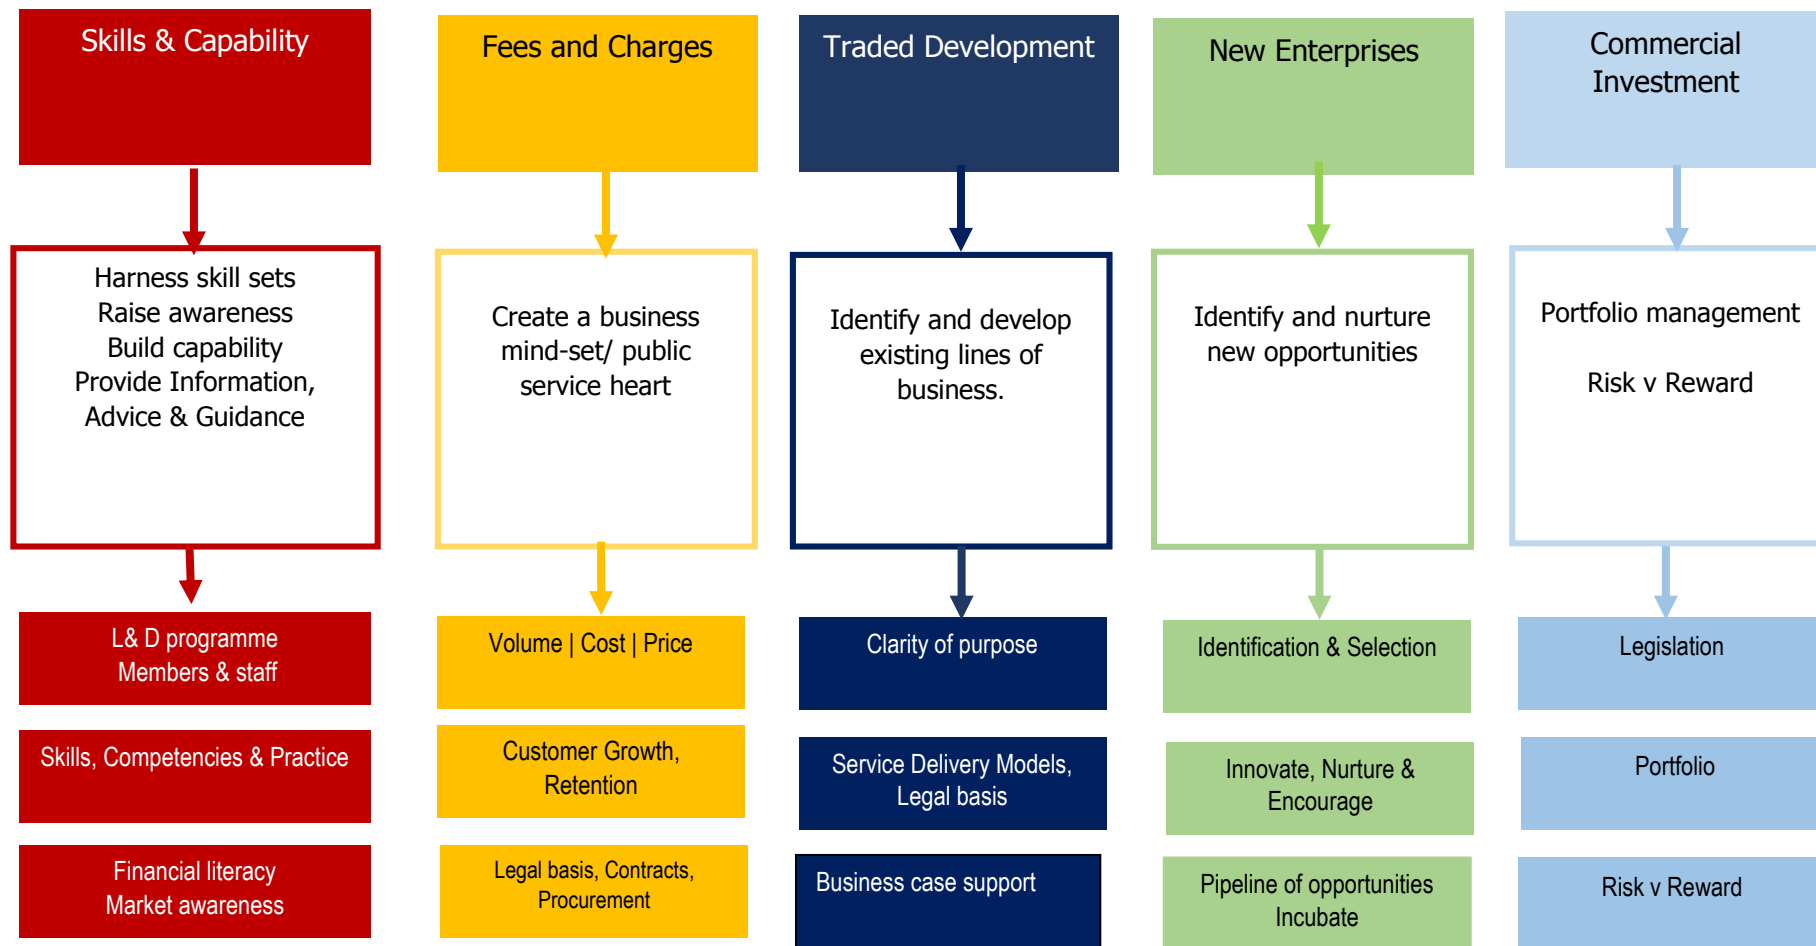 Skills & Capability
Fees and Charges
Traded Development
New Enterprises
Commercial
Investment
Harness skill sets
Raise awareness
Build capability
Provide Information,
Advice & Guidance
Create a business
mind-set/ public
service heart
Identify and develop
existing lines of
business.
Identify and nurture
new opportunities
Portfolio management
Risk v Reward
L& D programme
Members & staff
Volume | Cost | Price
Clarity of purpose
Identification & Selection
Legislation
Skills, Competencies & Practice
Customer Growth,
Retention
Service Delivery Models,
Legal basis
Innovate, Nurture &
Encourage
Portfolio
Financial literacy
Market awareness
Legal basis, Contracts,
Procurement
Business case support
Pipeline of opportunities
Incubate
Risk v Reward